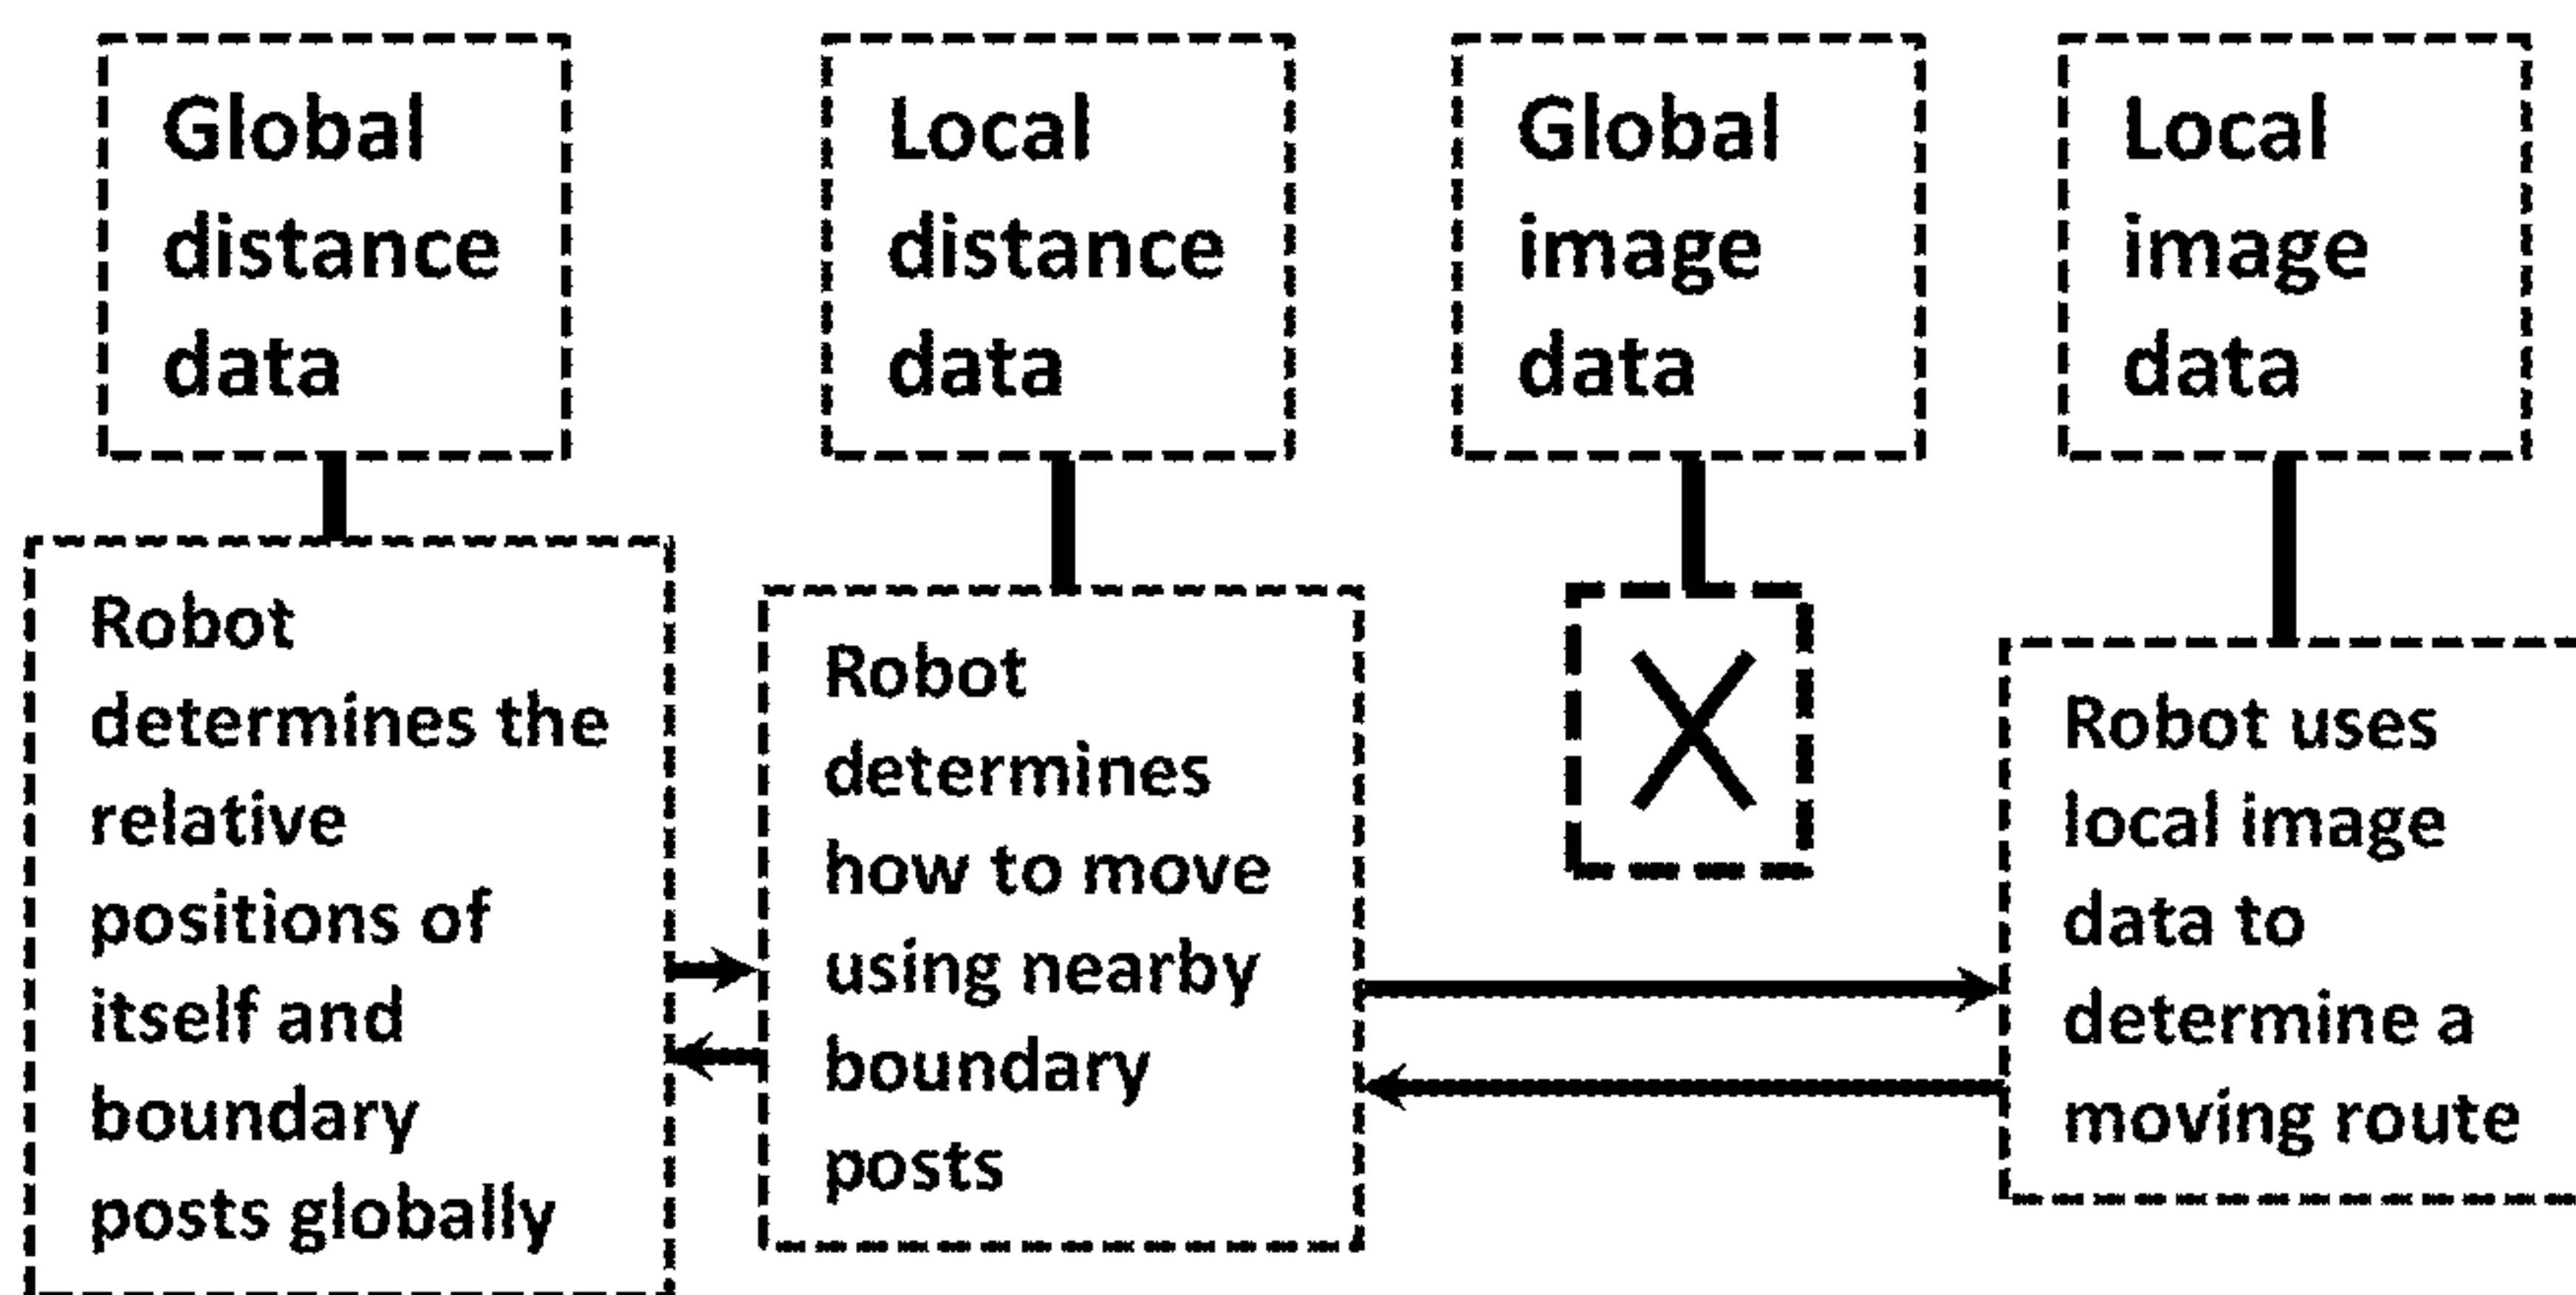 Global
distance
data
Local
distance
data
Global
image
data
Local
image
data
Robot
determines the
relative
positions of
itself and
boundary
posts globally
Robot
determines
how to move
using nearby
boundary
posts
X
Robot uses
local image
data to
determine a
moving route